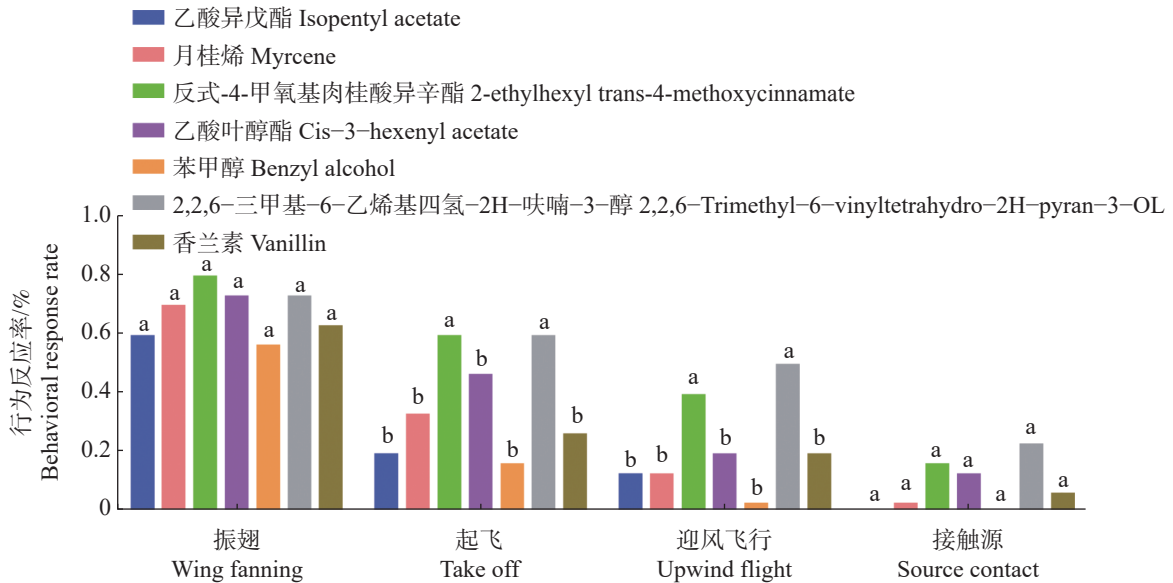 乙酸异戊酯 Isopentyl acetate
月桂烯 Myrcene
反式-4-甲氧基肉桂酸异辛酯 2-ethylhexyl trans-4-methoxycinnamate
乙酸叶醇酯 Cis−3−hexenyl acetate
苯甲醇 Benzyl alcohol
2,2,6−三甲基−6−乙烯基四氢−2H−呋喃−3−醇 2,2,6−Trimethyl−6−vinyltetrahydro−2H−pyran−3−OL
香兰素 Vanillin
行为反应率/%
Behavioral response rate
1.0
0.8
0.6
0.4
0.2
0
a a a a a a a
b b a b b a b
b b a b b a b
a a a a a a a
振翅 起飞 迎风飞行 接触源
Wing fanning Take off Upwind flight Source contact